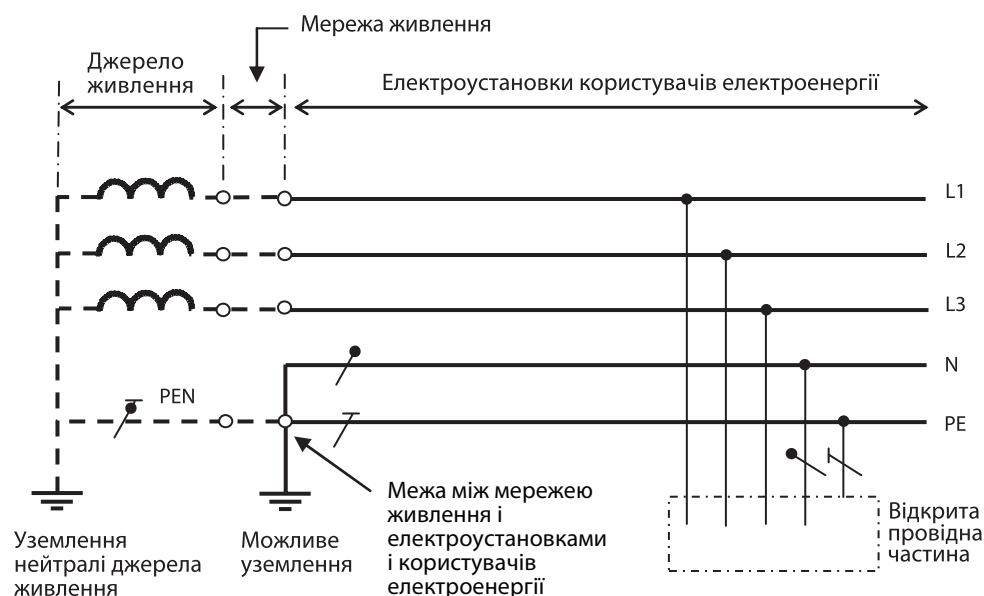 Мережа живлення
Джерело
живлення
Електроустановки користувачів електроенергії
L1
L2
L3
N
PEN
PE
Межа між мережею
живлення і
електроустановками
і користувачів
електроенергії
Відкрита
провідна
частина
Уземлення
нейтралі джерела
живлення
Можливе
уземлення